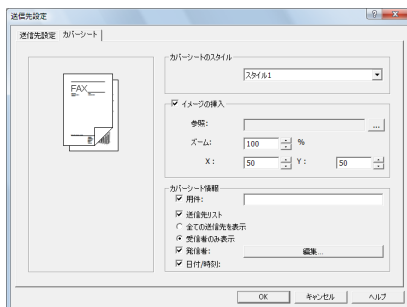 送信先設定
送信先設定 カバーシート
FAX
カバーシートのスタイル
スタイル1
イメージの挿入
参照:
...
ズーム: 100 %
X: 50 Y: 50
カバーシート情報
用件:
送信先リスト
全ての送信先を表示
受信者のみ表示
発信者: 編集...
日付/時刻:
OK キャンセル ヘルプ